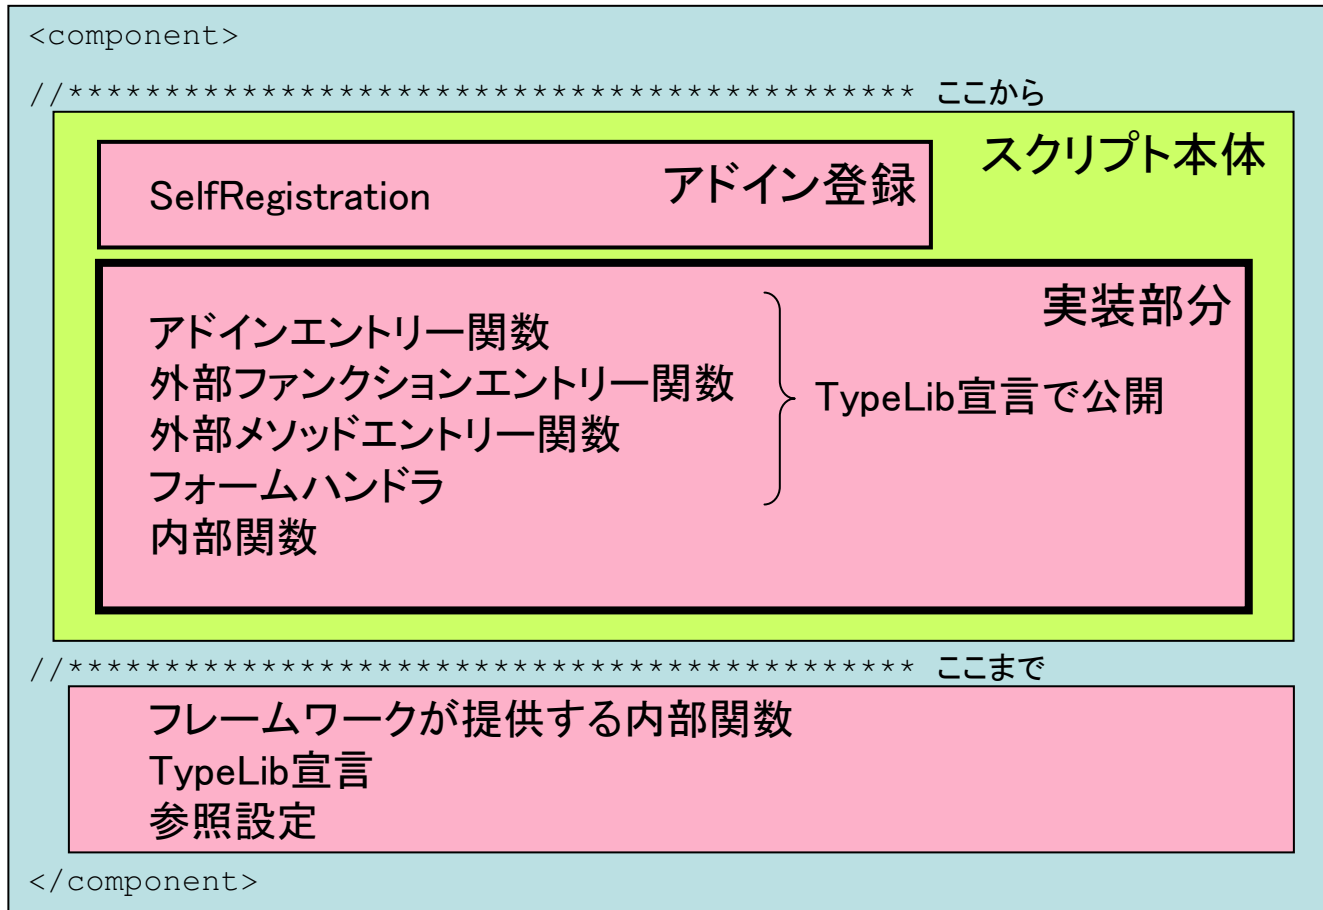 <component>
//******************************************** ここから
スクリプト本体
SelfRegistration
アドイン登録
実装部分
アドインエントリー関数
外部ファンクションエントリー関数
外部メソッドエントリー関数
フォームハンドラ
内部関数
TypeLib宣言で公開
//******************************************** ここまで
フレームワークが提供する内部関数
TypeLib宣言
参照設定
</component>